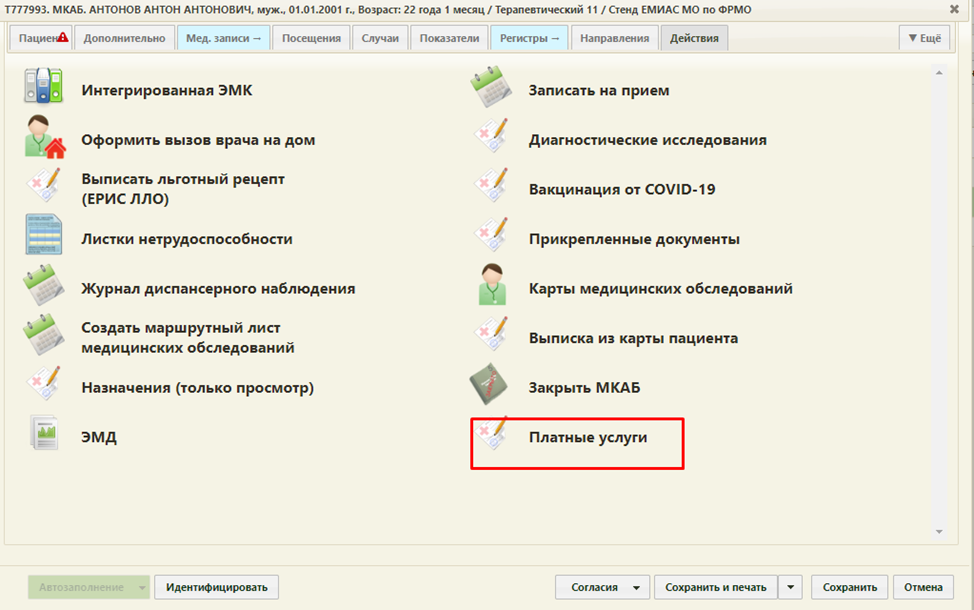 Т777993. МКАБ. АНТОНОВ АНТОН АНТОНОВИЧ, муж., 01.01.2001 г., Возраст: 22 года 1 месяц / Терапевтический 11 / Стенд ЕМИАС МО по ФРМО
Пациен Дополнительно Мед. записи → Посещения Случаи Показатели Регистры → Направления Действия ▼ Ещё
Интегрированная ЭМК
Записать на прием
Оформить вызов врача на дом
Диагностические исследования
Выписать льготный рецепт
(ЕРИС ЛЛО)
Вакцинация от COVID-19
Листки нетрудоспособности
Прикрепленные документы
Журнал диспансерного наблюдения
Карты медицинских обследований
Создать маршрутный лист
медицинских обследований
Выписка из карты пациента
Назначения (только просмотр)
Закрыть МКАБ
ЭМД
Платные услуги
Автозаполнение Идентифицировать Согласия Сохранить и печать Сохранить Отмена